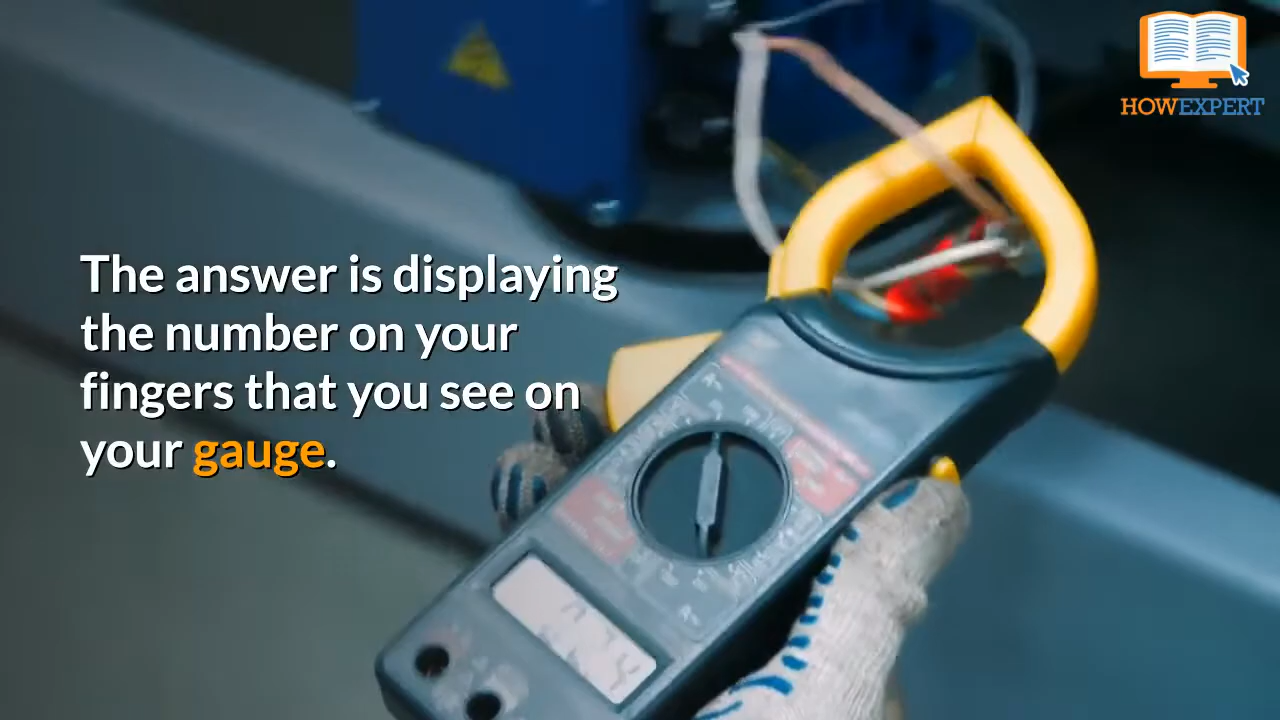 HOWEXPERT
The answer is displaying
the number on your
fingers that you see on
your gauge.